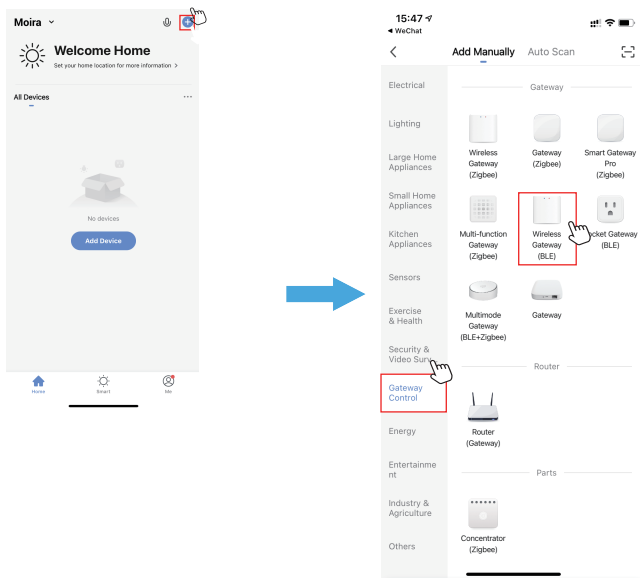 Moira
Welcome Home
Set your home location for more information >
All Devices
No devices
Add Device
Home
Smart
Me
15:47
◀ WeChat
Add Manually
Auto Scan
Electrical
Lighting
Large Home
Appliances
Small Home
Appliances
Kitchen
Appliances
Sensors
Exercise
& Health
Security &
Video Surv
Gateway
Control
Energy
Entertainme
nt
Industry &
Agriculture
Others
Gateway
Wireless
Gateway
(Zigbee)
Gateway
(Zigbee)
Smart Gateway
Pro
(Zigbee)
Multi-function
Gateway
(Zigbee)
Wireless
Gateway
(BLE)
ocket Gateway
(BLE)
Multimode
Gateway
(BLE+Zigbee)
Gateway
Router
Router
(Gateway)
Parts
Concentrator
(Zigbee)